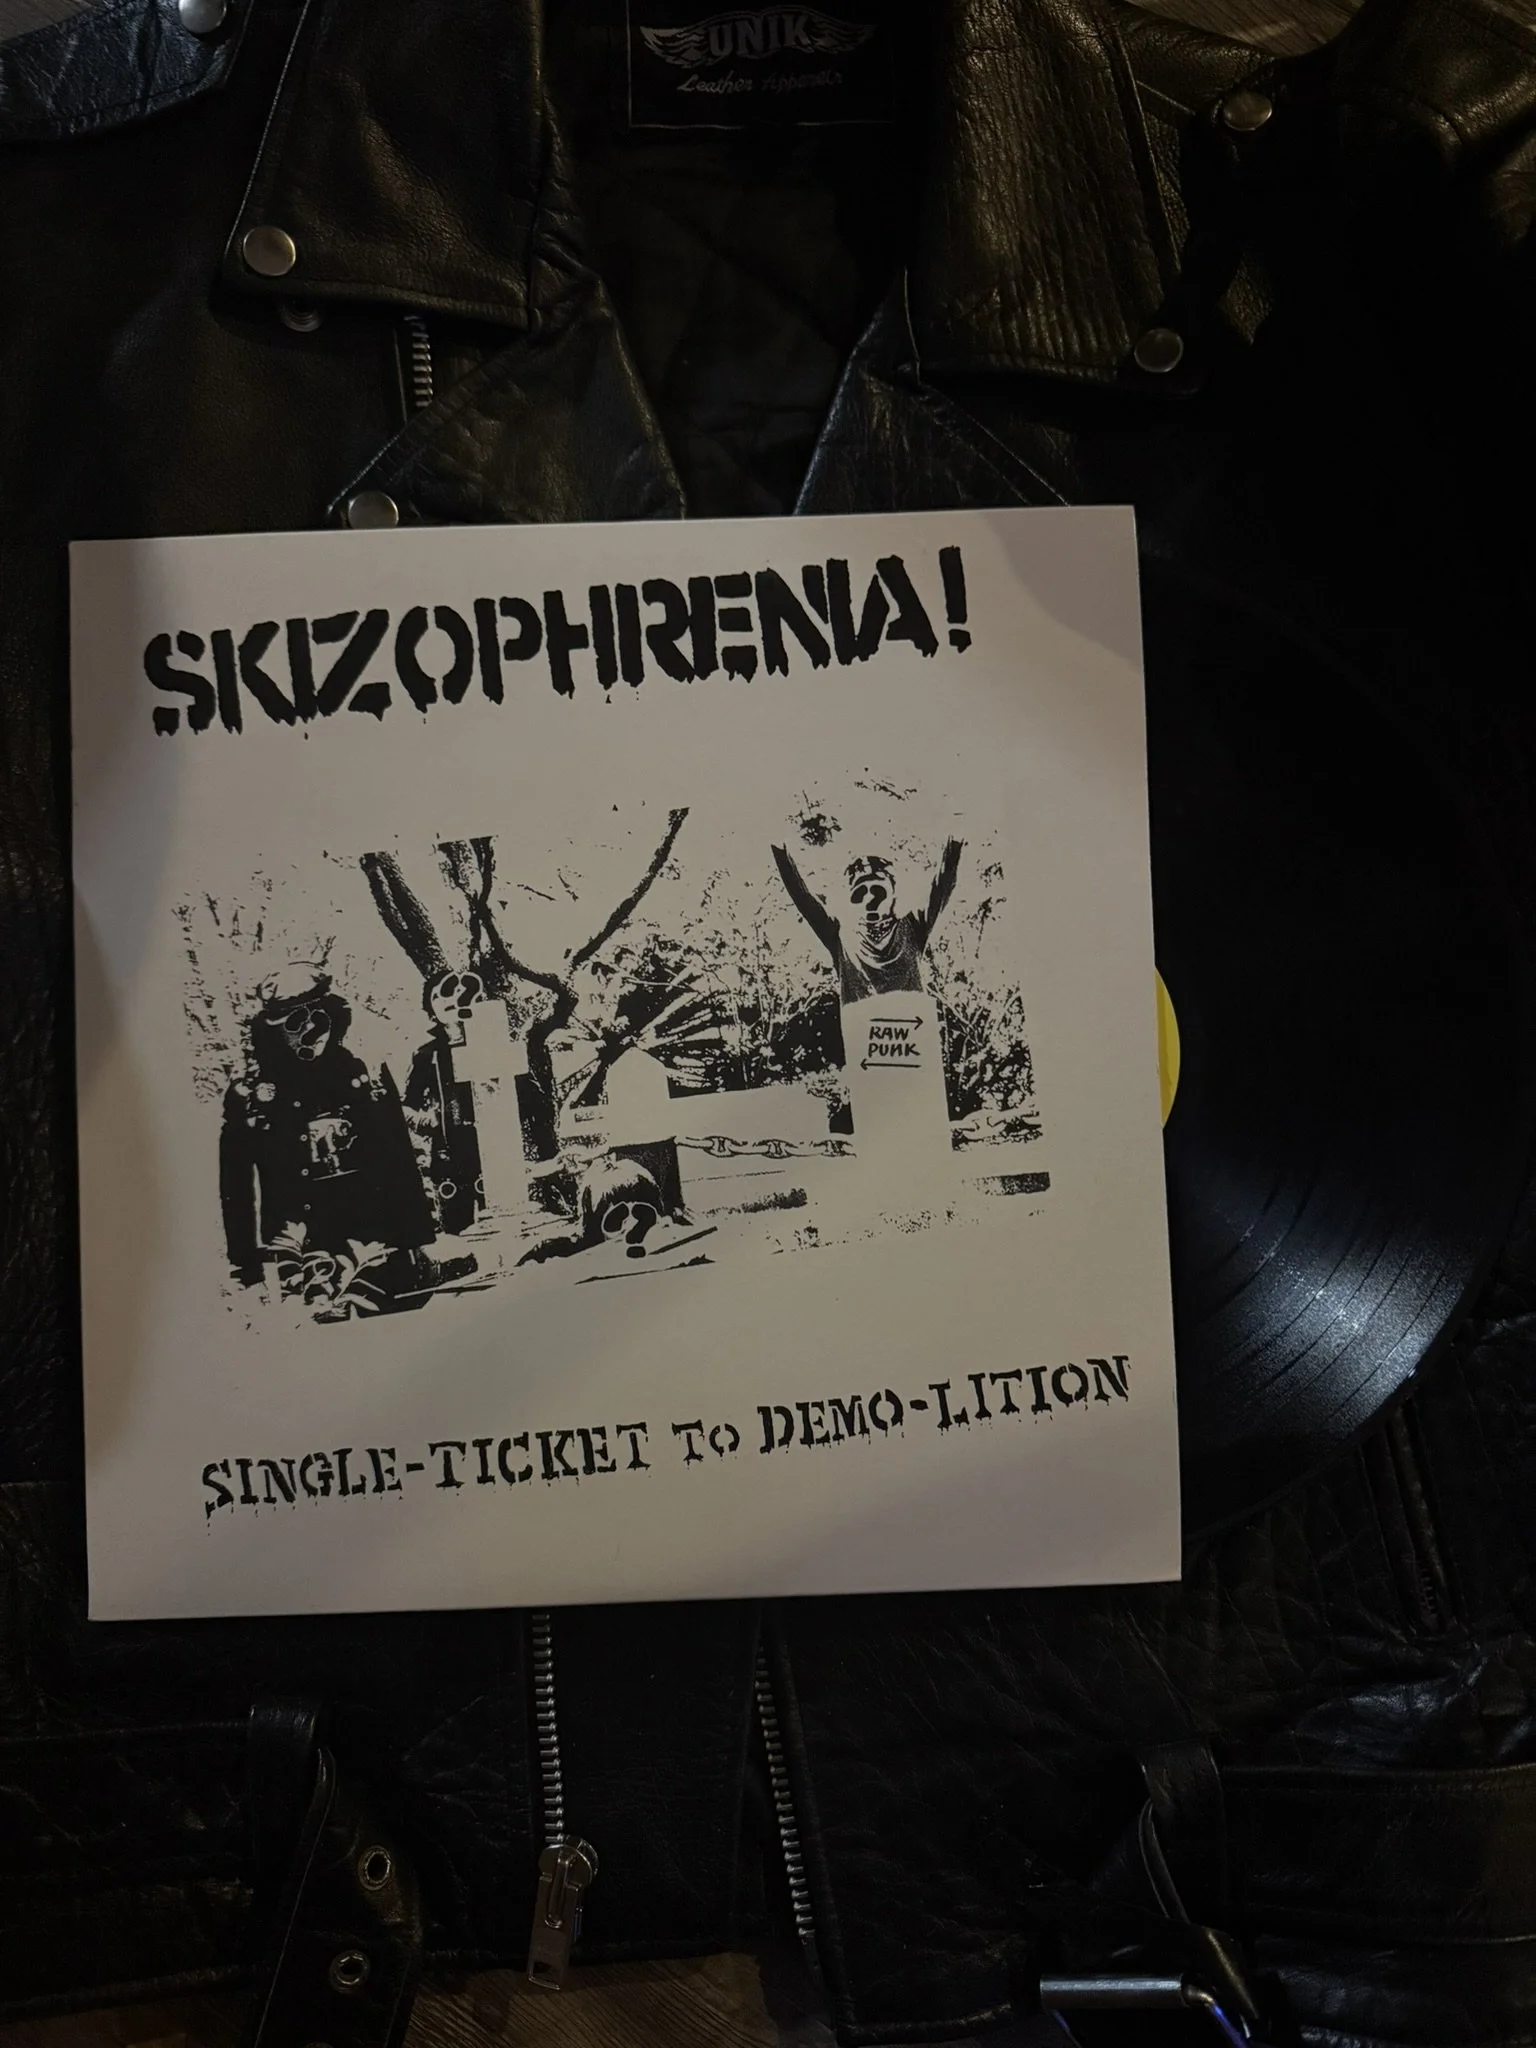 UNIK
Leather Apparels
SKIZOPHRENIA!
RAW
PUNK
SINGLE-TICKET To DEMO-LITION